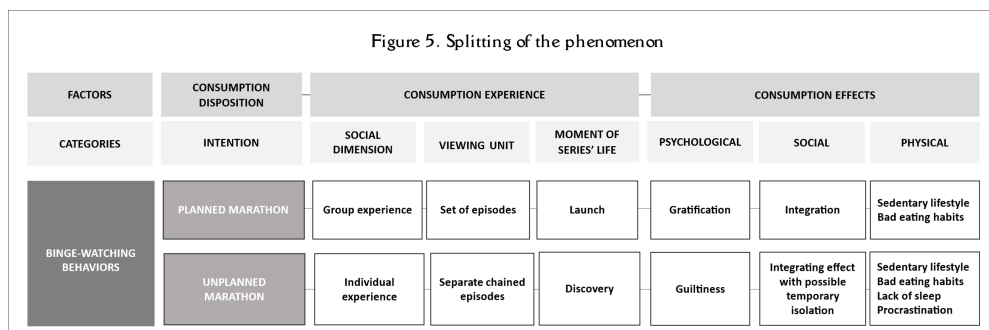 Figure 5. Splitting of the phenomenon
FACTORS
CONSUMPTION
DISPOSITION
CONSUMPTION EXPERIENCE
CONSUMPTION EFFECTS
CATEGORIES
INTENTION
SOCIAL
DIMENSION
VIEWING UNIT
MOMENT OF
SERIES' LIFE
PSYCHOLOGICAL
SOCIAL
PHYSICAL
BINGE-WATCHING
BEHAVIORS
PLANNED MARATHON
Group experience
Set of episodes
Launch
Gratification
Integration
Sedentary lifestyle
Bad eating habits
UNPLANNED
MARATHON
Individual
experience
Separate chained
episodes
Discovery
Guiltiness
Integrating effect
with possible
temporary
isolation
Sedentary lifestyle
Bad eating habits
Lack of sleep
Procrastination